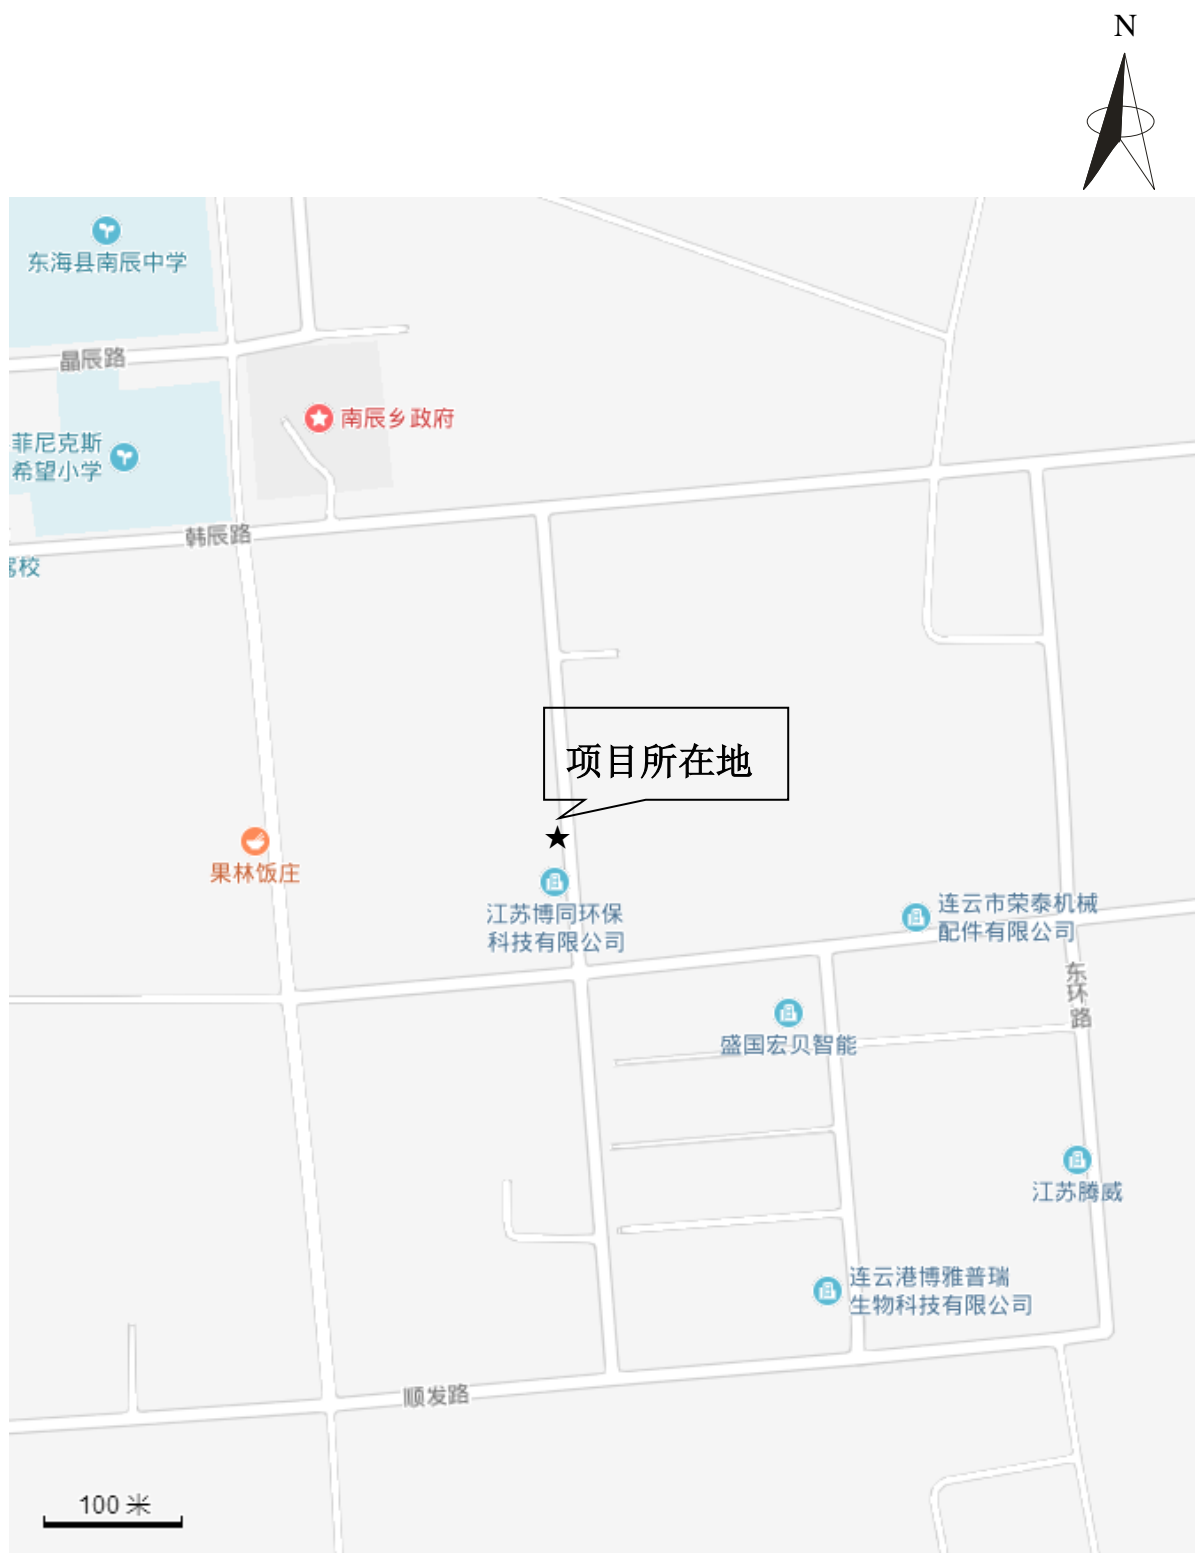 N
东海县南辰中学
晶辰路
南辰乡政府
菲尼克斯
希望小学
韩辰路
校
项目所在地
果林饭庄
江苏博同环保
科技有限公司
连云市荣泰机械
配件有限公司
东环路
盛国宏贝智能
江苏腾威
连云港博雅普瑞
生物科技有限公司
顺发路
100 米